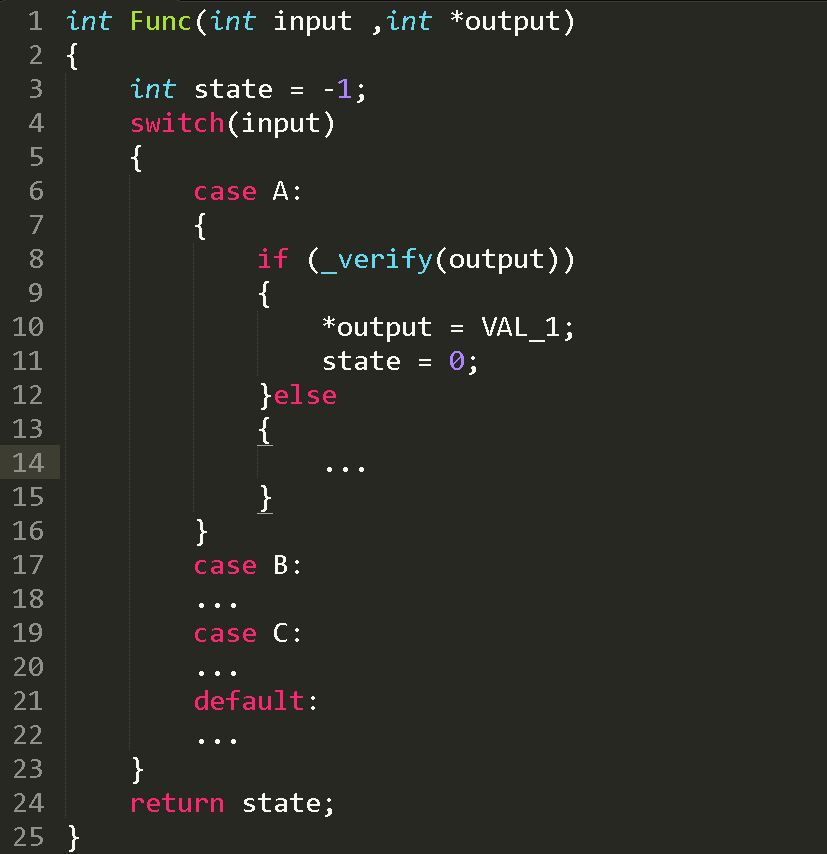 1 int Func(int input ,int *output)
2 {
3 int state = -1;
4 switch(input)
5 {
6 case A:
7 {
8 if (_verify(output))
9 {
10 *output = VAL_1;
11 state = 0;
12 }else
13 {
14 ...
15 }
16 }
17 case B:
18 ...
19 case C:
20 ...
21 default:
22 ...
23 }
24 return state;
25 }